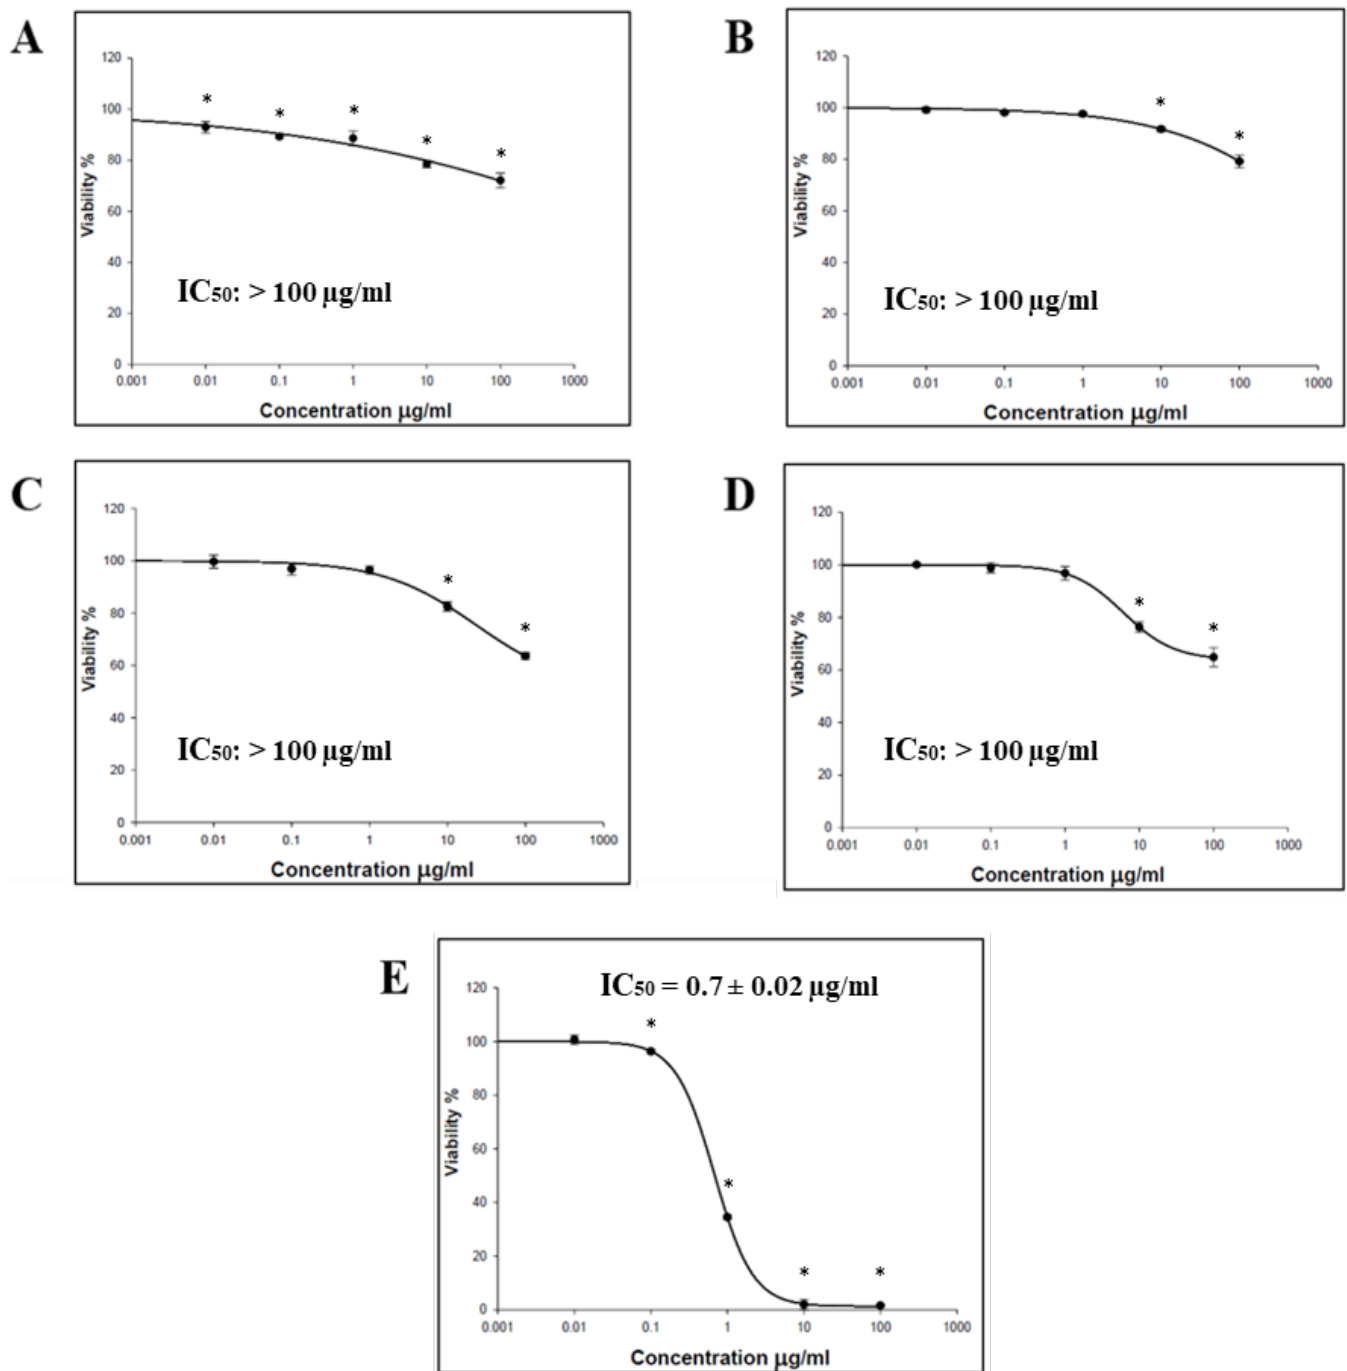 A
120
100
80
60
40
20
0
Viability %
* * * * *
IC50: > 100 µg/ml
0.001 0.01 0.1 1 10 100 1000
Concentration µg/ml
B
120
100
80
60
40
20
0
Viability %
* *
IC50: > 100 µg/ml
0.001 0.01 0.1 1 10 100 1000
Concentration µg/ml
C
120
100
80
60
40
20
0
Viability %
* *
IC50: > 100 µg/ml
0.001 0.01 0.1 1 10 100 1000
Concentration µg/ml
D
120
100
80
60
40
20
0
Viability %
* *
IC50: > 100 µg/ml
0.001 0.01 0.1 1 10 100 1000
Concentration µg/ml
E
IC50 = 0.7 ± 0.02 µg/ml
120
100
80
60
40
20
0
Viability %
* * * *
0.001 0.01 0.1 1 10 100 1000
Concentration µg/ml